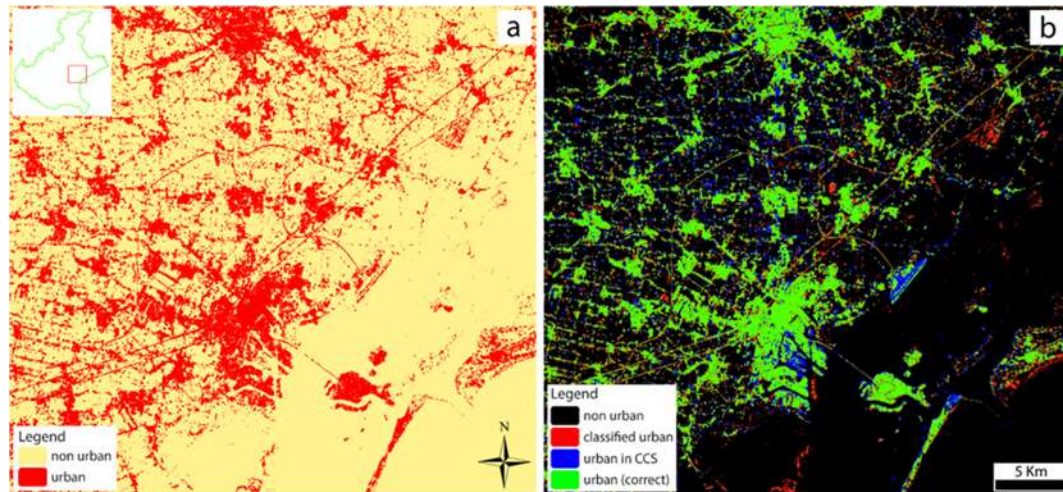 a
Legend
non urban
urban
N
b
Legend
non urban
classified urban
urban in CCS
urban (correct)
5 Km